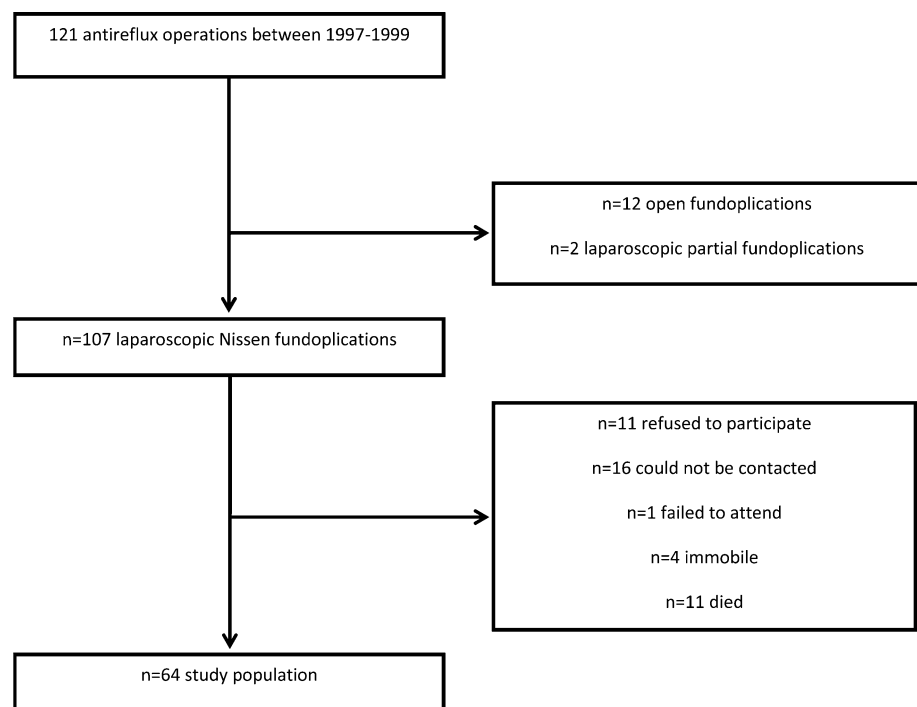 121 antireflux operations between 1997-1999
n=12 open fundoplications
n=2 laparoscopic partial fundoplications
n=107 laparoscopic Nissen fundoplications
n=11 refused to participate
n=16 could not be contacted
n=1 failed to attend
n=4 immobile
n=11 died
n=64 study population